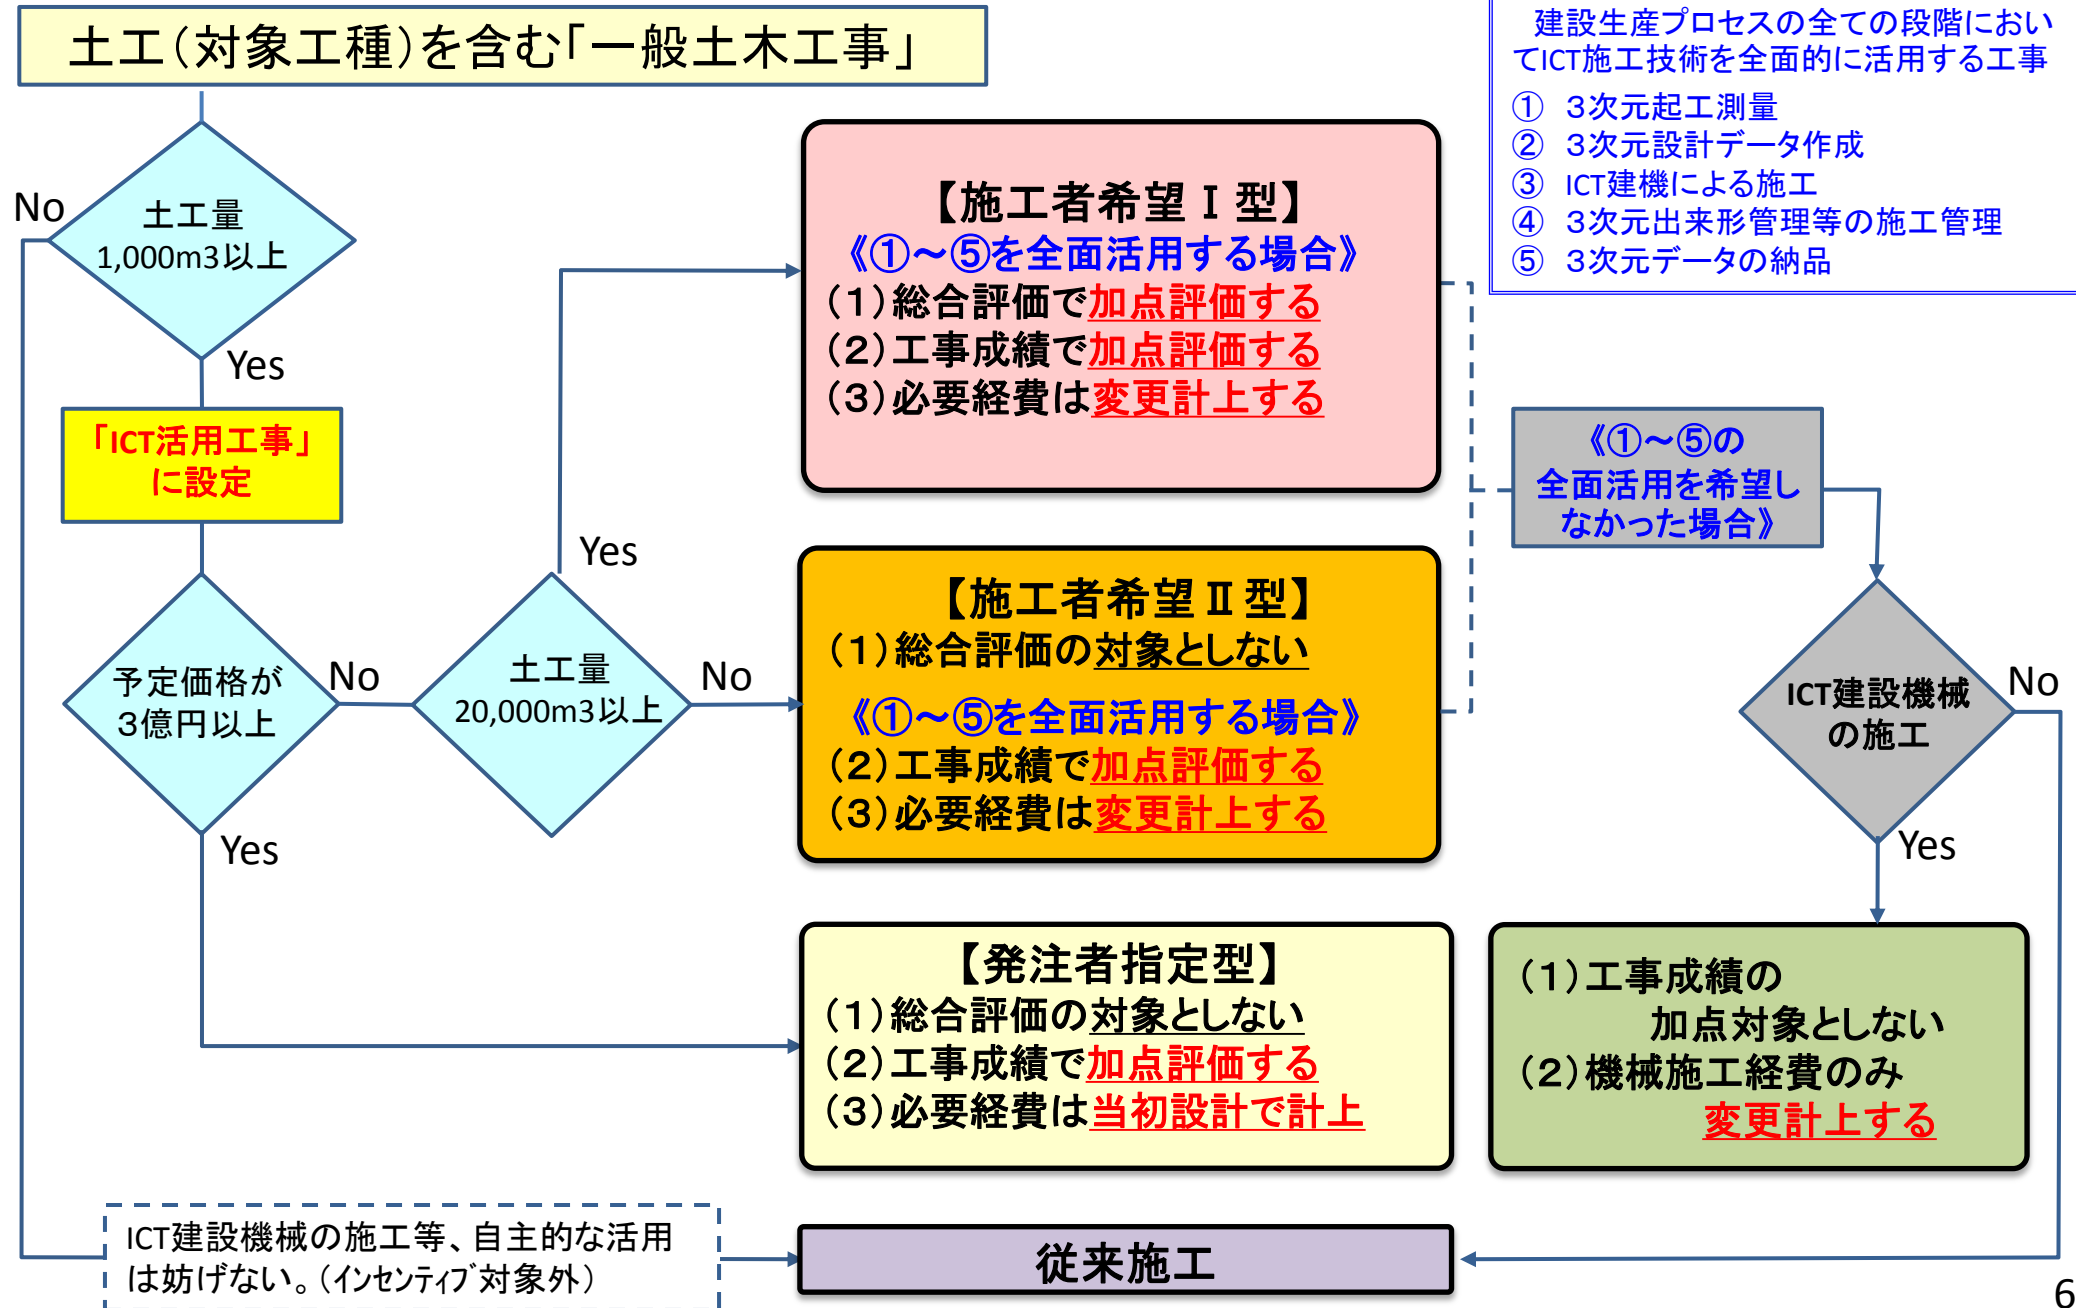 土工（対象工種）を含む「一般土木工事」
建設生産プロセスの全ての段階におい
てICT施工技術を全面的に活用する工事
① ３次元起工測量
② ３次元設計データ作成
③ ICT建機による施工
④ ３次元出来形管理等の施工管理
⑤ ３次元データの納品
No
土工量
1,000m3以上
Yes
「ICT活用工事」
に設定
予定価格が
３億円以上
No
Yes
土工量
20,000m3以上
Yes
No
【施工者希望Ⅰ型】
《①～⑤を全面活用する場合》
（１）総合評価で加点評価する
（２）工事成績で加点評価する
（３）必要経費は変更計上する
【施工者希望Ⅱ型】
（１）総合評価の対象としない
《①～⑤を全面活用する場合》
（２）工事成績で加点評価する
（３）必要経費は変更計上する
【発注者指定型】
（１）総合評価の対象としない
（２）工事成績で加点評価する
（３）必要経費は当初設計で計上
《①～⑤の
全面活用を希望し
なかった場合》
ICT建設機械
の施工
No
Yes
（１）工事成績の
加点対象としない
（２）機械施工経費のみ
変更計上する
ICT建設機械の施工等、自主的な活用
は妨げない。（ｲﾝｾﾝﾃｨﾌﾞ対象外）
従来施工
6